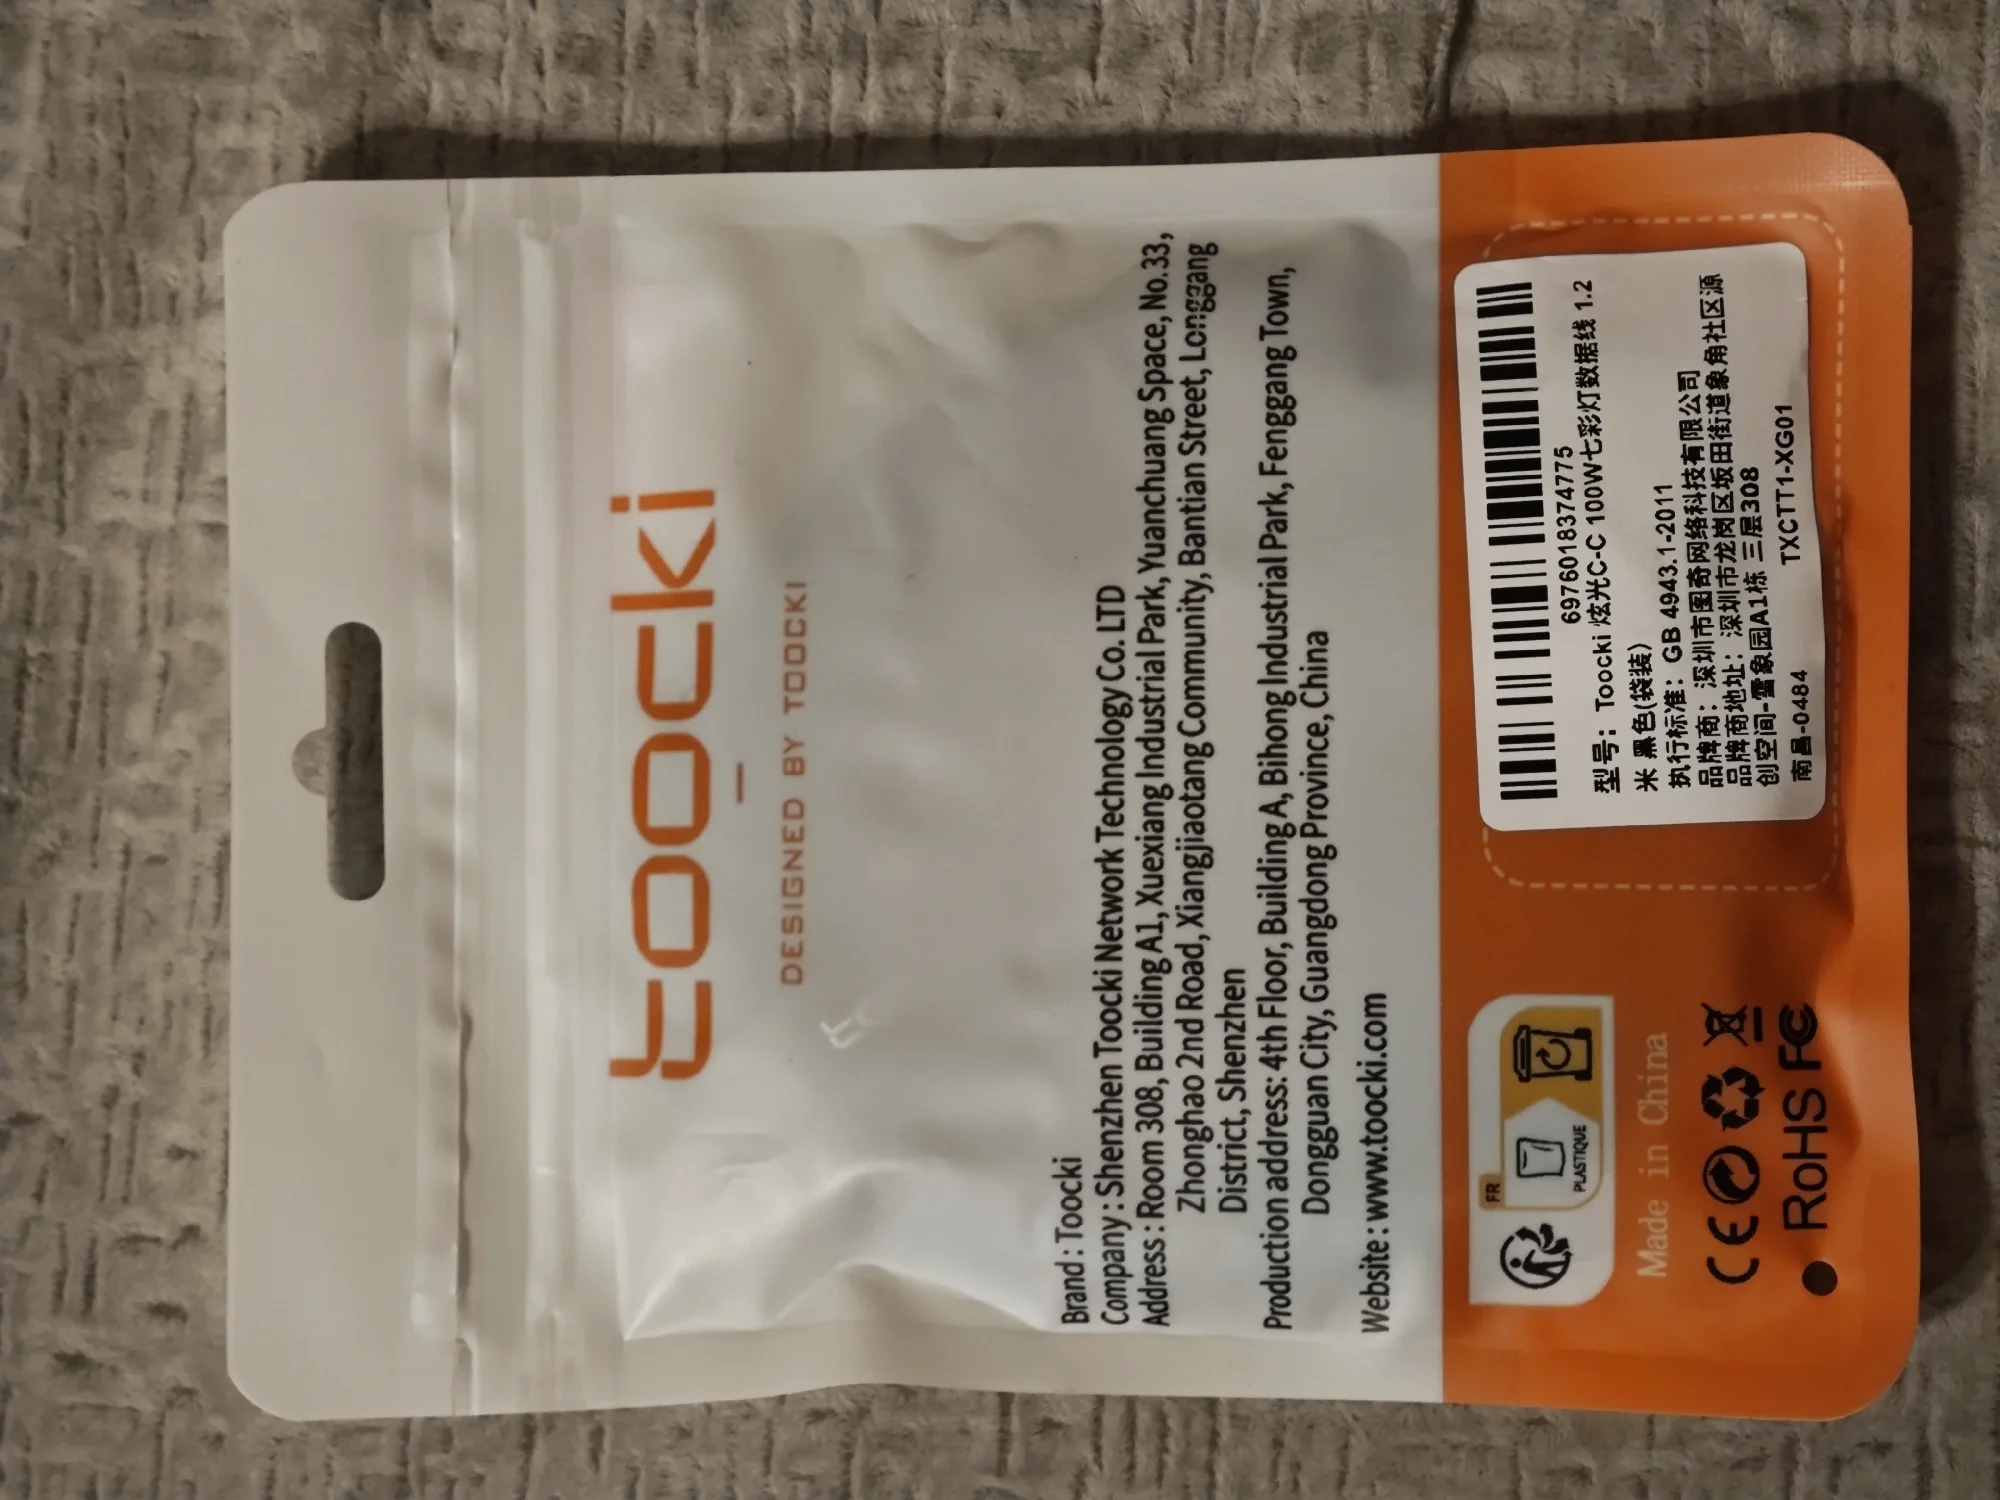 toocki
DESIGNED BY TOOCKI
Brand : Toocki
Company : Shenzhen Toocki Network Technology Co. LTD
Address : Room 308, Building A1, Xuexiang Industrial Park, Yuanchuang Space, No.33,
Zhonghao 2nd Road, Xiangjiaotang Community, Bantian Street, Longgang
District, Shenzhen
Production address: 4th Floor, Building A, Bihong Industrial Park, Fenggang Town,
Dongguan City, Guangdong Province, China
Website : www.toocki.com
FR
PLASTIQUE
Made in China
CE
RoHS FC
6976018374775
型号：Toocki 炫光C-C 100W七彩灯数据线 1.2
米 黑色(袋装)
执行标准：GB 4943.1-2011
品牌商：深圳市图奇网络科技有限公司
品牌商地址：深圳市龙岗区坂田街道象角社区源
创空间-雪象园A1栋 三层308
南昌-0484 TXCTT1-XG01